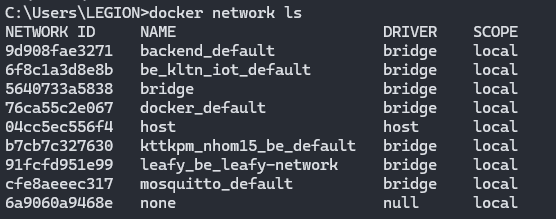 C:\Users\LEGION>docker network ls
NETWORK ID NAME DRIVER SCOPE
9d908fae3271 backend_default bridge local
6f8c1a3d8e8b be_kltn_iot_default bridge local
5640733a5838 bridge bridge local
76ca55c2e067 docker_default bridge local
04cc5ec556f4 host host local
b7cb7c327630 kttkpm_nhom15_be_default bridge local
91fcfd951e99 leafy_be_leafy-network bridge local
cfe8aeeec317 mosquitto_default bridge local
6a9060a9468e none null local